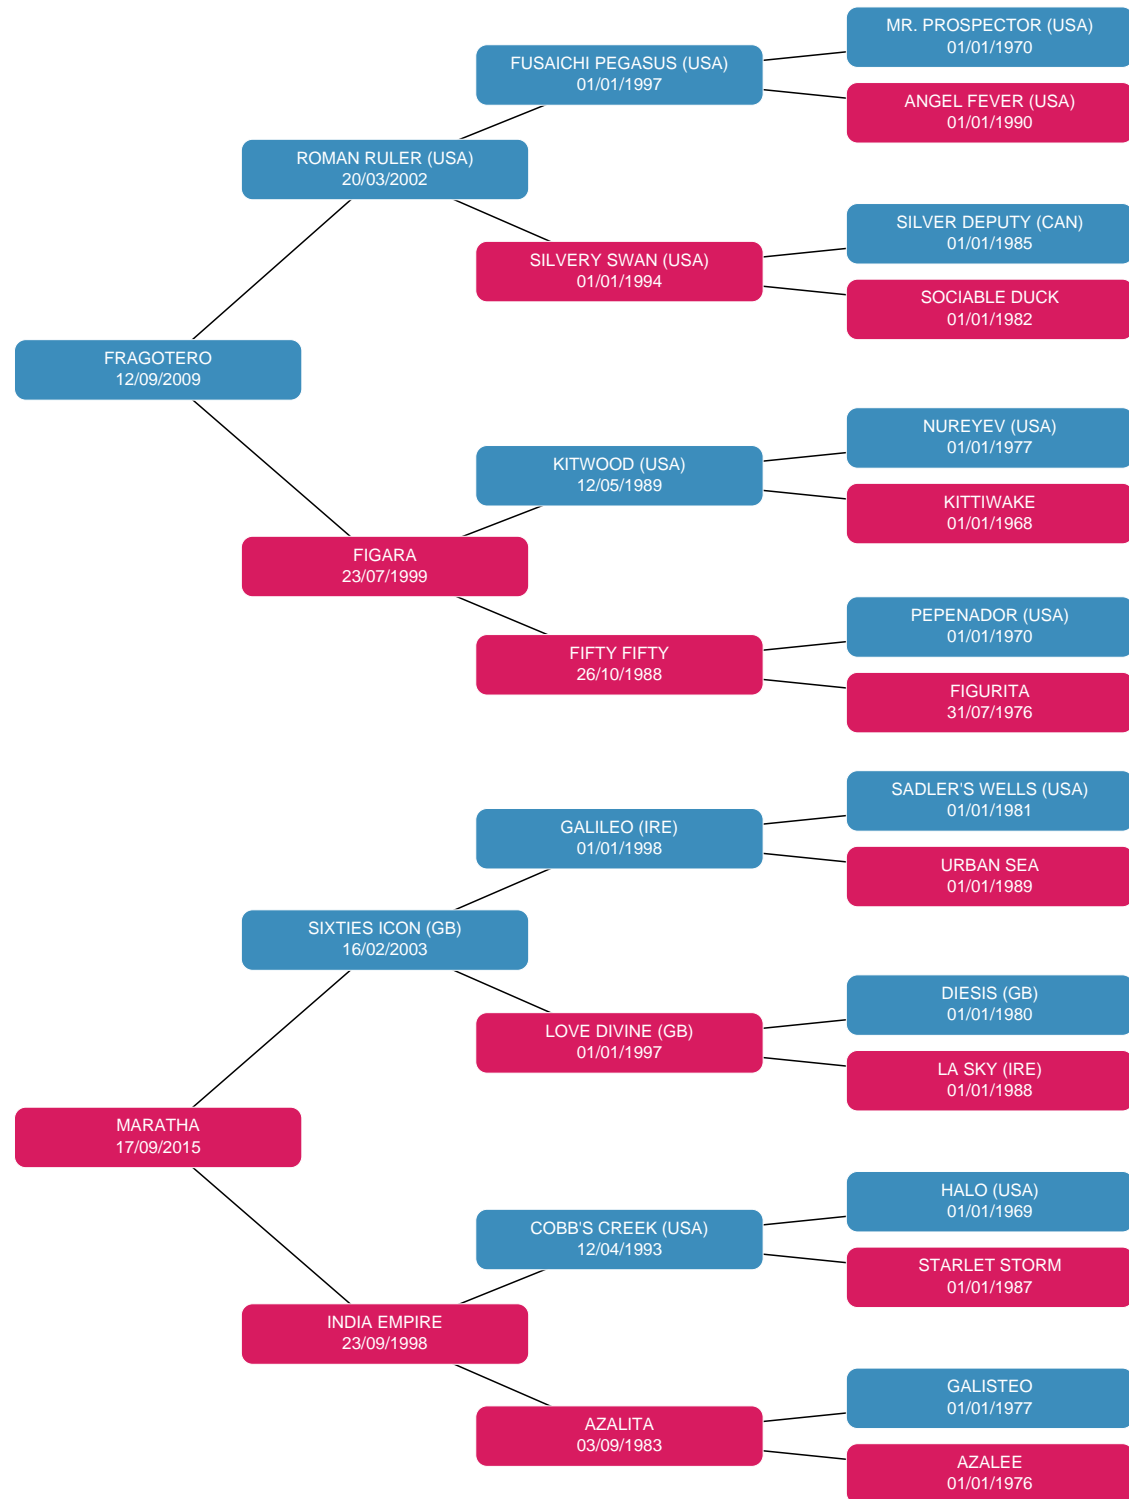 MR. PROSPECTOR (USA)
01/01/1970
FUSAICHI PEGASUS (USA)
01/01/1997
ANGEL FEVER (USA)
01/01/1990
ROMAN RULER (USA)
20/03/2002
SILVER DEPUTY (CAN)
01/01/1985
SILVERY SWAN (USA)
01/01/1994
SOCIABLE DUCK
01/01/1982
FRAGOTERO
12/09/2009
NUREYEV (USA)
01/01/1977
KITWOOD (USA)
12/05/1989
KITTIWAKE
01/01/1968
FIGARA
23/07/1999
PEPENADOR (USA)
01/01/1970
FIFTY FIFTY
26/10/1988
FIGURITA
31/07/1976
SADLER'S WELLS (USA)
01/01/1981
GALILEO (IRE)
01/01/1998
URBAN SEA
01/01/1989
SIXTIES ICON (GB)
16/02/2003
DIESIS (GB)
01/01/1980
LOVE DIVINE (GB)
01/01/1997
LA SKY (IRE)
01/01/1988
MARATHA
17/09/2015
HALO (USA)
01/01/1969
COBB'S CREEK (USA)
12/04/1993
STARLET STORM
01/01/1987
INDIA EMPIRE
23/09/1998
GALISTEO
01/01/1977
AZALITA
03/09/1983
AZALEE
01/01/1976